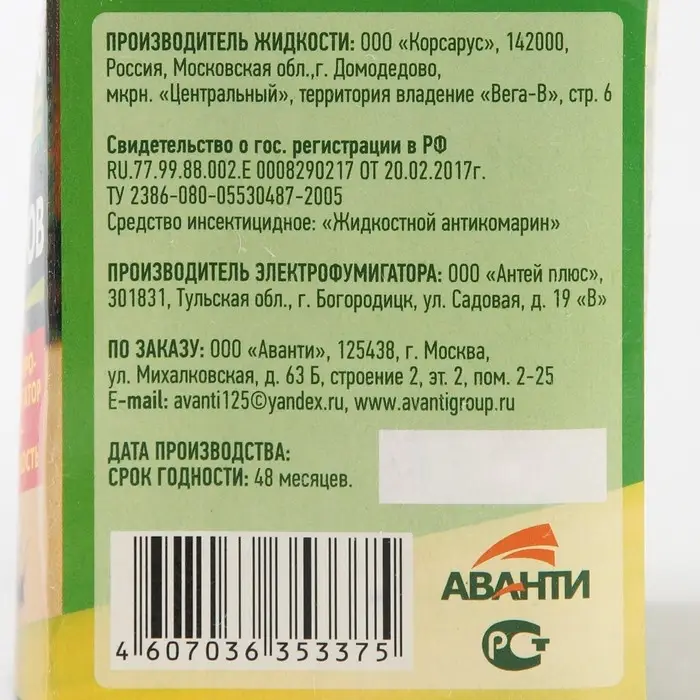 ПРОИЗВОДИТЕЛЬ ЖИДКОСТИ: ООО «Корсарус», 142000,
Россия, Московская обл.,г. Домодедово,
мкрн. «Центральный», территория владение «Вега-В», стр. 6
Свидетельство о гос. регистрации в РФ
RU.77.99.88.002.Е 0008290217 ОТ 20.02.2017г.
ТУ 2386-080-05530487-2005
Средство инсектицидное: «Жидкостной антикомарин»
ПРОИЗВОДИТЕЛЬ ЭЛЕКТРОФУМИГАТОРА: ООО «Антей плюс»,
301831, Тульская обл., г. Богородицк, ул. Садовая, д. 19 «В»
ПО ЗАКАЗУ: ООО «Аванти», 125438, г. Москва,
ул. Михалковская, д. 63 Б, строение 2, эт. 2, пом. 2-25
E-mail: avanti125©yandex.ru, www.avantigroup.ru
ДАТА ПРОИЗВОДСТВА:
СРОК ГОДНОСТИ: 48 месяцев.
АВАНТИ
РСТ
4 607036 353375